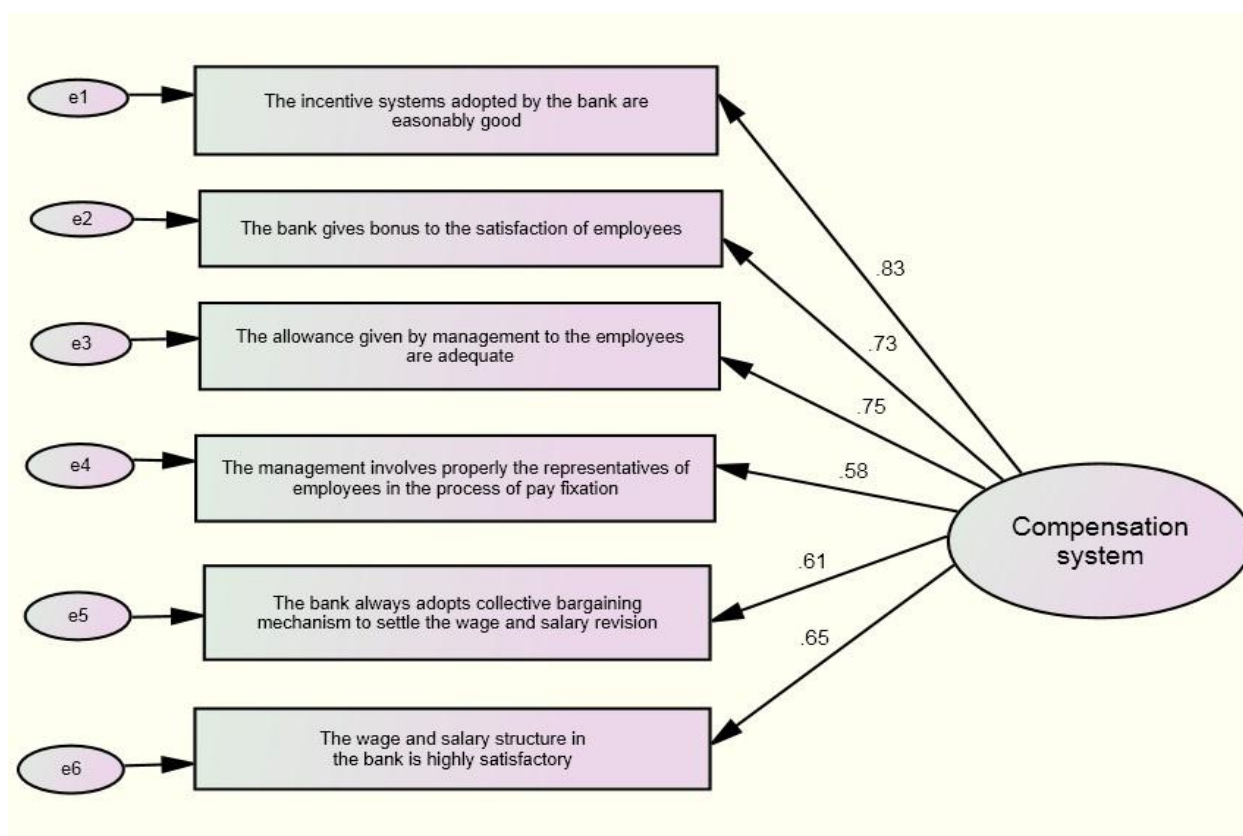 e1
The incentive systems adopted by the bank are
easonably good
e2
The bank gives bonus to the satisfaction of employees
.83
e3
The allowance given by management to the employees
are adequate
.73
.75
e4
The management involves properly the representatives of
employees in the process of pay fixation
.58
Compensation
system
e5
The bank always adopts collective bargaining
mechanism to settle the wage and salary revision
.61
.65
e6
The wage and salary structure in
the bank is highly satisfactory